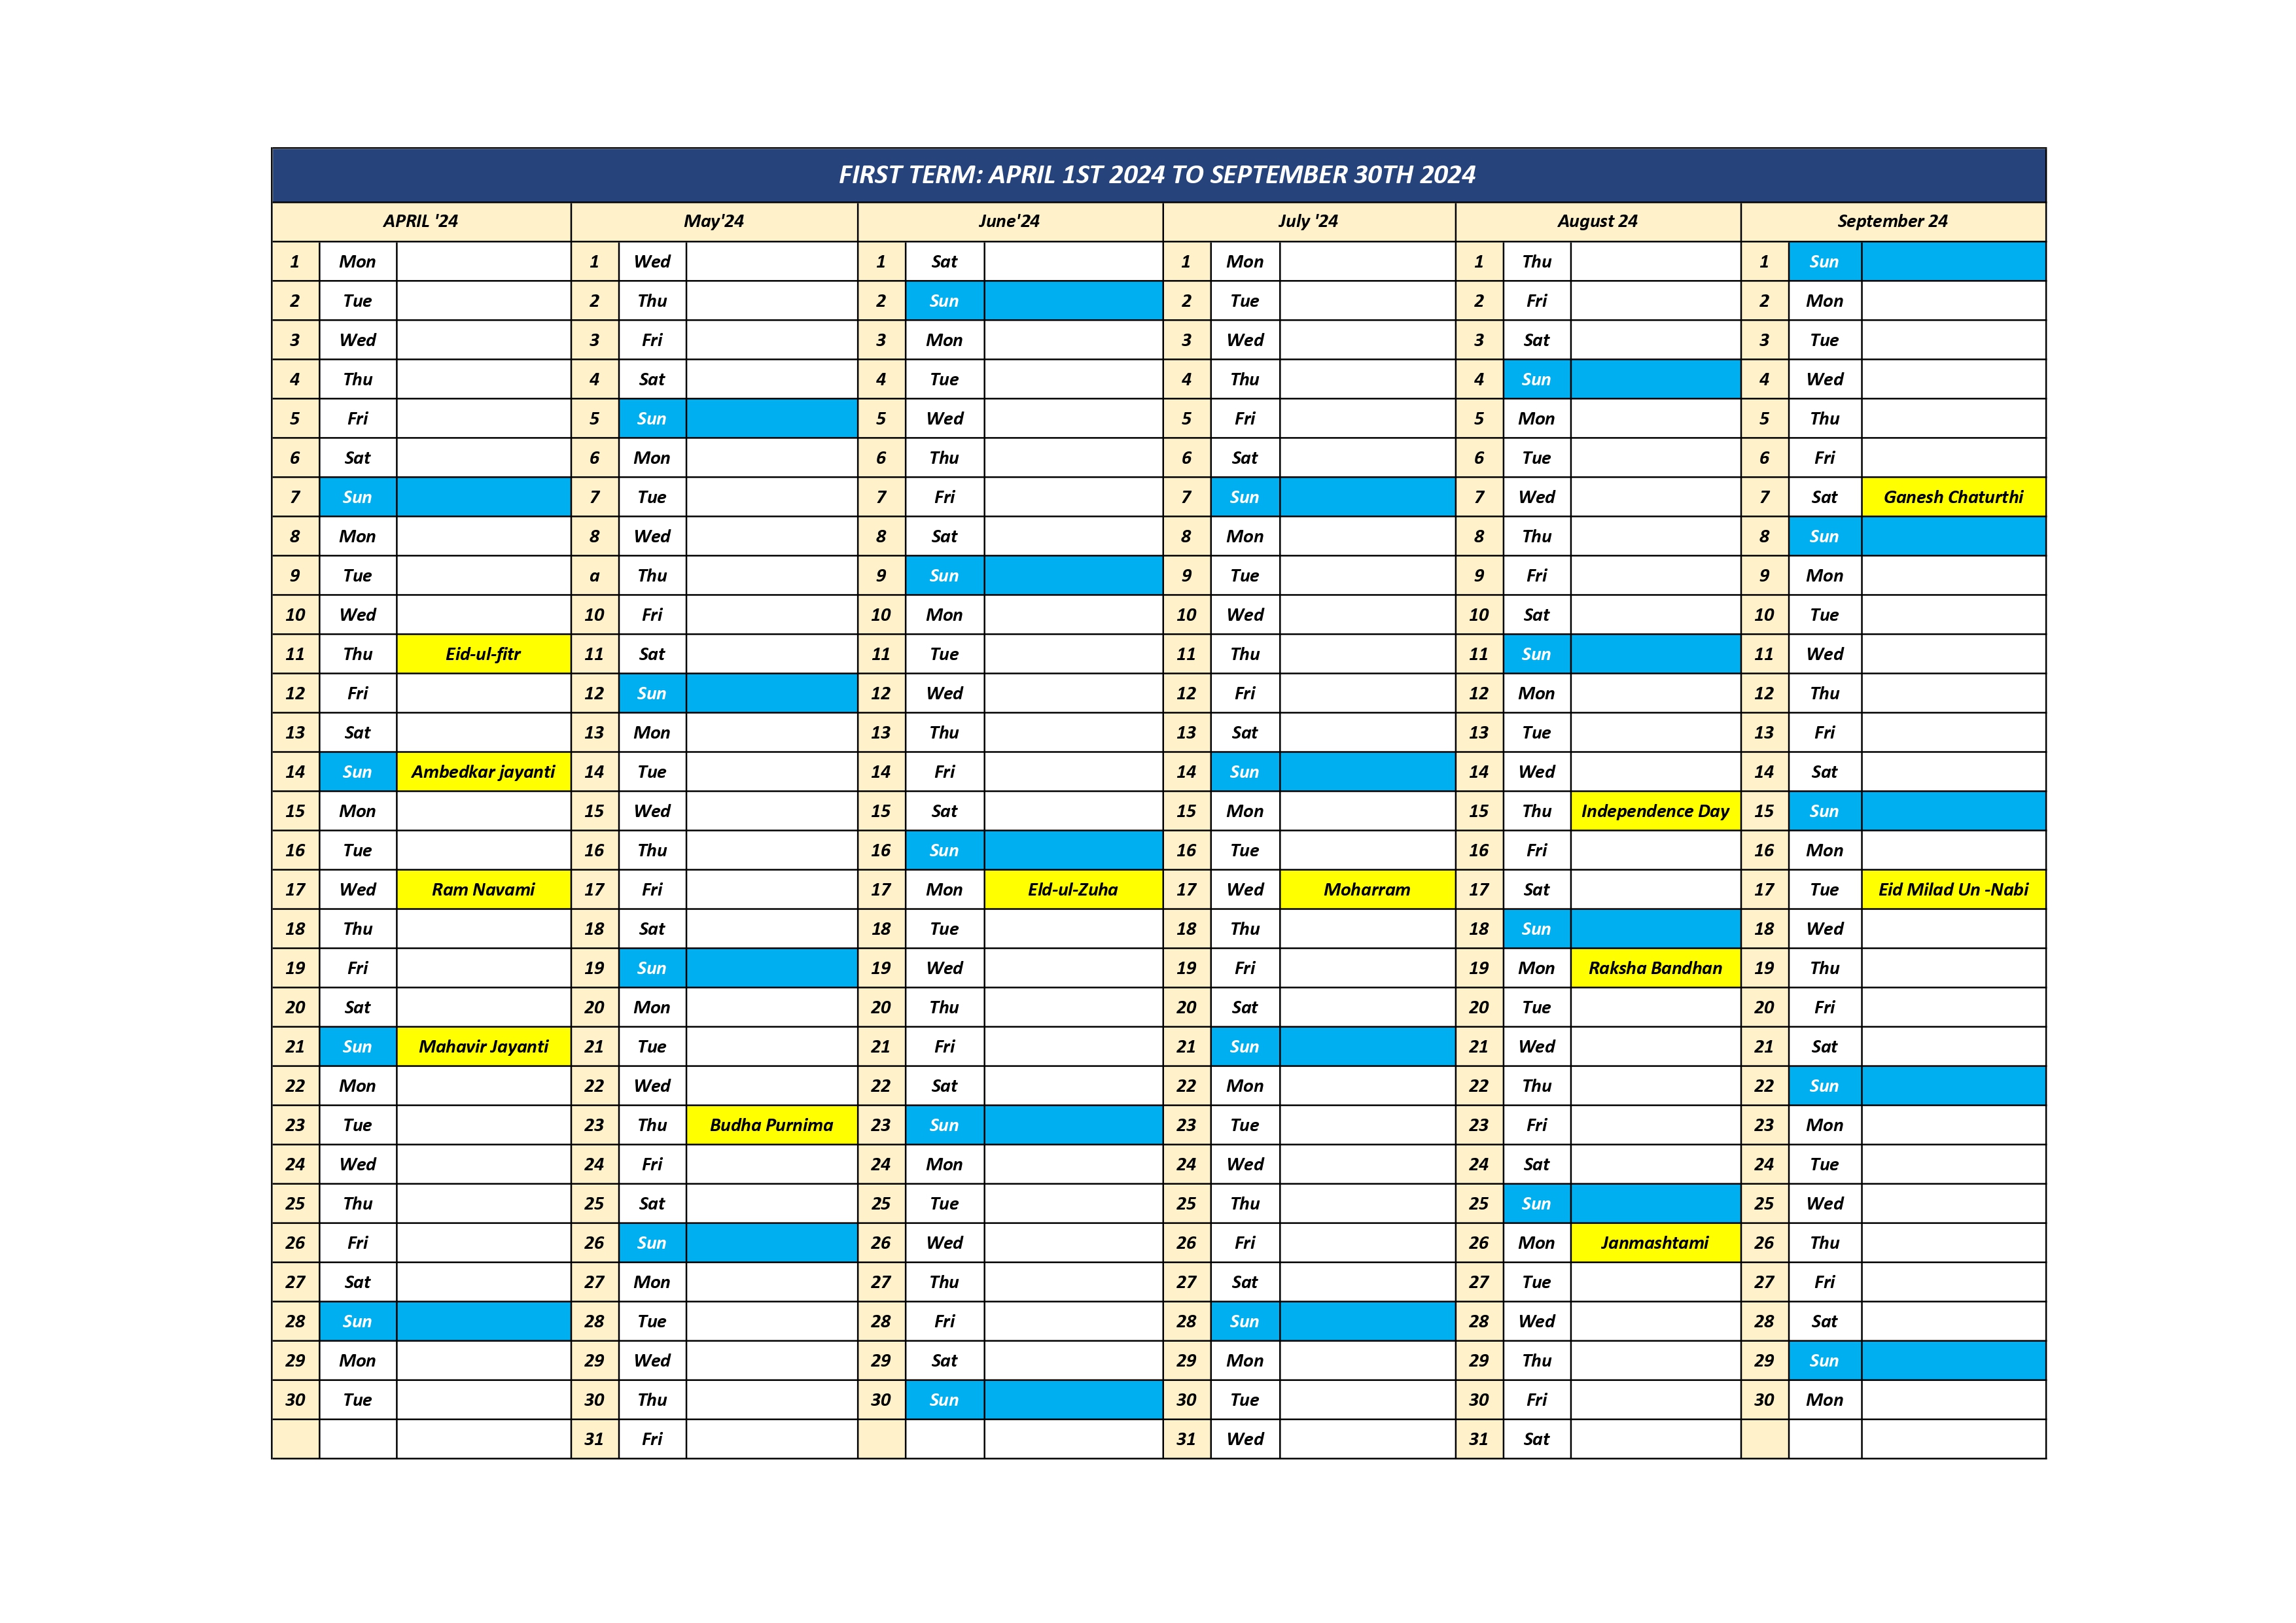 FIRST TERM: APRIL 1ST 2024 TO SEPTEMBER 30TH 2024
APRIL '24 May'24 June'24 July '24 August 24 September 24
1 Mon 1 Wed 1 Sat 1 Mon 1 Thu 1 Sun
2 Tue 2 Thu 2 Sun 2 Tue 2 Fri 2 Mon
3 Wed 3 Fri 3 Mon 3 Wed 3 Sat 3 Tue
4 Thu 4 Sat 4 Tue 4 Thu 4 Sun 4 Wed
5 Fri 5 Sun 5 Wed 5 Fri 5 Mon 5 Thu
6 Sat 6 Mon 6 Thu 6 Sat 6 Tue 6 Fri
7 Sun 7 Tue 7 Fri 7 Sun 7 Wed 7 Sat Ganesh Chaturthi
8 Mon 8 Wed 8 Sat 8 Mon 8 Thu 8 Sun
9 Tue a Thu 9 Sun 9 Tue 9 Fri 9 Mon
10 Wed 10 Fri 10 Mon 10 Wed 10 Sat 10 Tue
11 Thu Eid-ul-fitr 11 Sat 11 Tue 11 Thu 11 Sun 11 Wed
12 Fri 12 Sun 12 Wed 12 Fri 12 Mon 12 Thu
13 Sat 13 Mon 13 Thu 13 Sat 13 Tue 13 Fri
14 Sun Ambedkar jayanti 14 Tue 14 Fri 14 Sun 14 Wed 14 Sat
15 Mon 15 Wed 15 Sat 15 Mon 15 Thu Independence Day 15 Sun
16 Tue 16 Thu 16 Sun 16 Tue 16 Fri 16 Mon
17 Wed Ram Navami 17 Fri 17 Mon Eld-ul-Zuha 17 Wed Moharram 17 Sat 17 Tue Eid Milad Un -Nabi
18 Thu 18 Sat 18 Tue 18 Thu 18 Sun 18 Wed
19 Fri 19 Sun 19 Wed 19 Fri 19 Mon Raksha Bandhan 19 Thu
20 Sat 20 Mon 20 Thu 20 Sat 20 Tue 20 Fri
21 Sun Mahavir Jayanti 21 Tue 21 Fri 21 Sun 21 Wed 21 Sat
22 Mon 22 Wed 22 Sat 22 Mon 22 Thu 22 Sun
23 Tue 23 Thu Budha Purnima 23 Sun 23 Tue 23 Fri 23 Mon
24 Wed 24 Fri 24 Mon 24 Wed 24 Sat 24 Tue
25 Thu 25 Sat 25 Tue 25 Thu 25 Sun 25 Wed
26 Fri 26 Sun 26 Wed 26 Fri 26 Mon Janmashtami 26 Thu
27 Sat 27 Mon 27 Thu 27 Sat 27 Tue 27 Fri
28 Sun 28 Tue 28 Fri 28 Sun 28 Wed 28 Sat
29 Mon 29 Wed 29 Sat 29 Mon 29 Thu 29 Sun
30 Tue 30 Thu 30 Sun 30 Tue 30 Fri 30 Mon
31 Fri 31 Wed 31 Sat